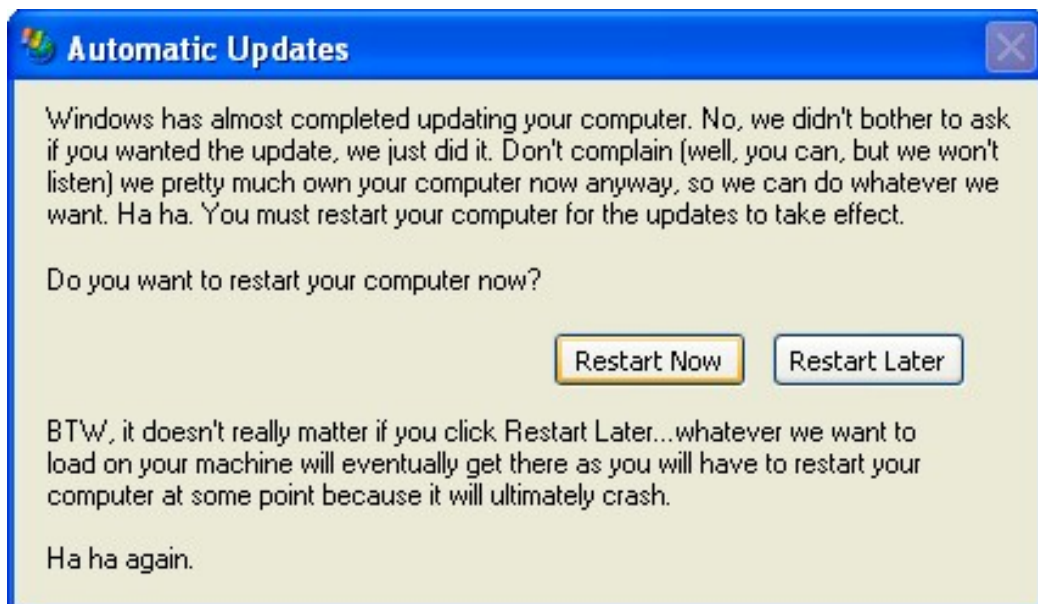 Automatic Updates
Windows has almost completed updating your computer. No, we didn't bother to ask
if you wanted the update, we just did it. Don't complain (well, you can, but we won't
listen) we pretty much own your computer now anyway, so we can do whatever we
want. Ha ha. You must restart your computer for the updates to take effect.
Do you want to restart your computer now?
Restart Now
Restart Later
BTW, it doesn't really matter if you click Restart Later...whatever we want to
load on your machine will eventually get there as you will have to restart your
computer at some point because it will ultimately crash.
Ha ha again.